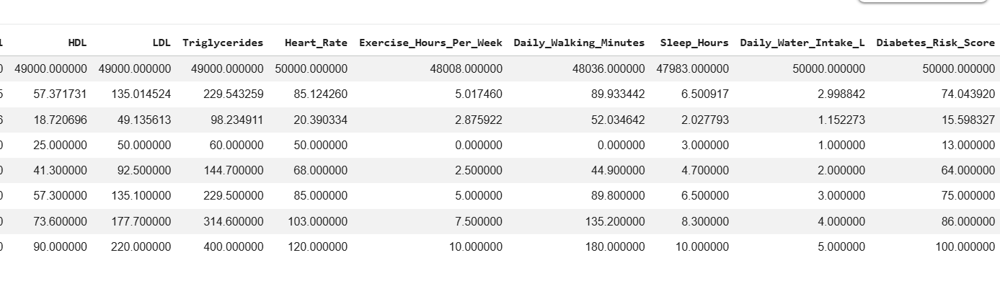 l HDL LDL Triglycerides Heart_Rate Exercise_Hours_Per_Week Daily_Walking_Minutes Sleep_Hours Daily_Water_Intake_L Diabetes_Risk_Score
0 49000.000000 49000.000000 49000.000000 50000.000000 48008.000000 48036.000000 47983.000000 50000.000000 50000.000000
5 57.371731 135.014524 229.543259 85.124260 5.017460 89.933442 6.500917 2.998842 74.043920
6 18.720696 49.135613 98.234911 20.390334 2.875922 52.034642 2.027793 1.152273 15.598327
0 25.000000 50.000000 60.000000 50.000000 0.000000 0.000000 3.000000 1.000000 13.000000
0 41.300000 92.500000 144.700000 68.000000 2.500000 44.900000 4.700000 2.000000 64.000000
0 57.300000 135.100000 229.500000 85.000000 5.000000 89.800000 6.500000 3.000000 75.000000
0 73.600000 177.700000 314.600000 103.000000 7.500000 135.200000 8.300000 4.000000 86.000000
0 90.000000 220.000000 400.000000 120.000000 10.000000 180.000000 10.000000 5.000000 100.000000